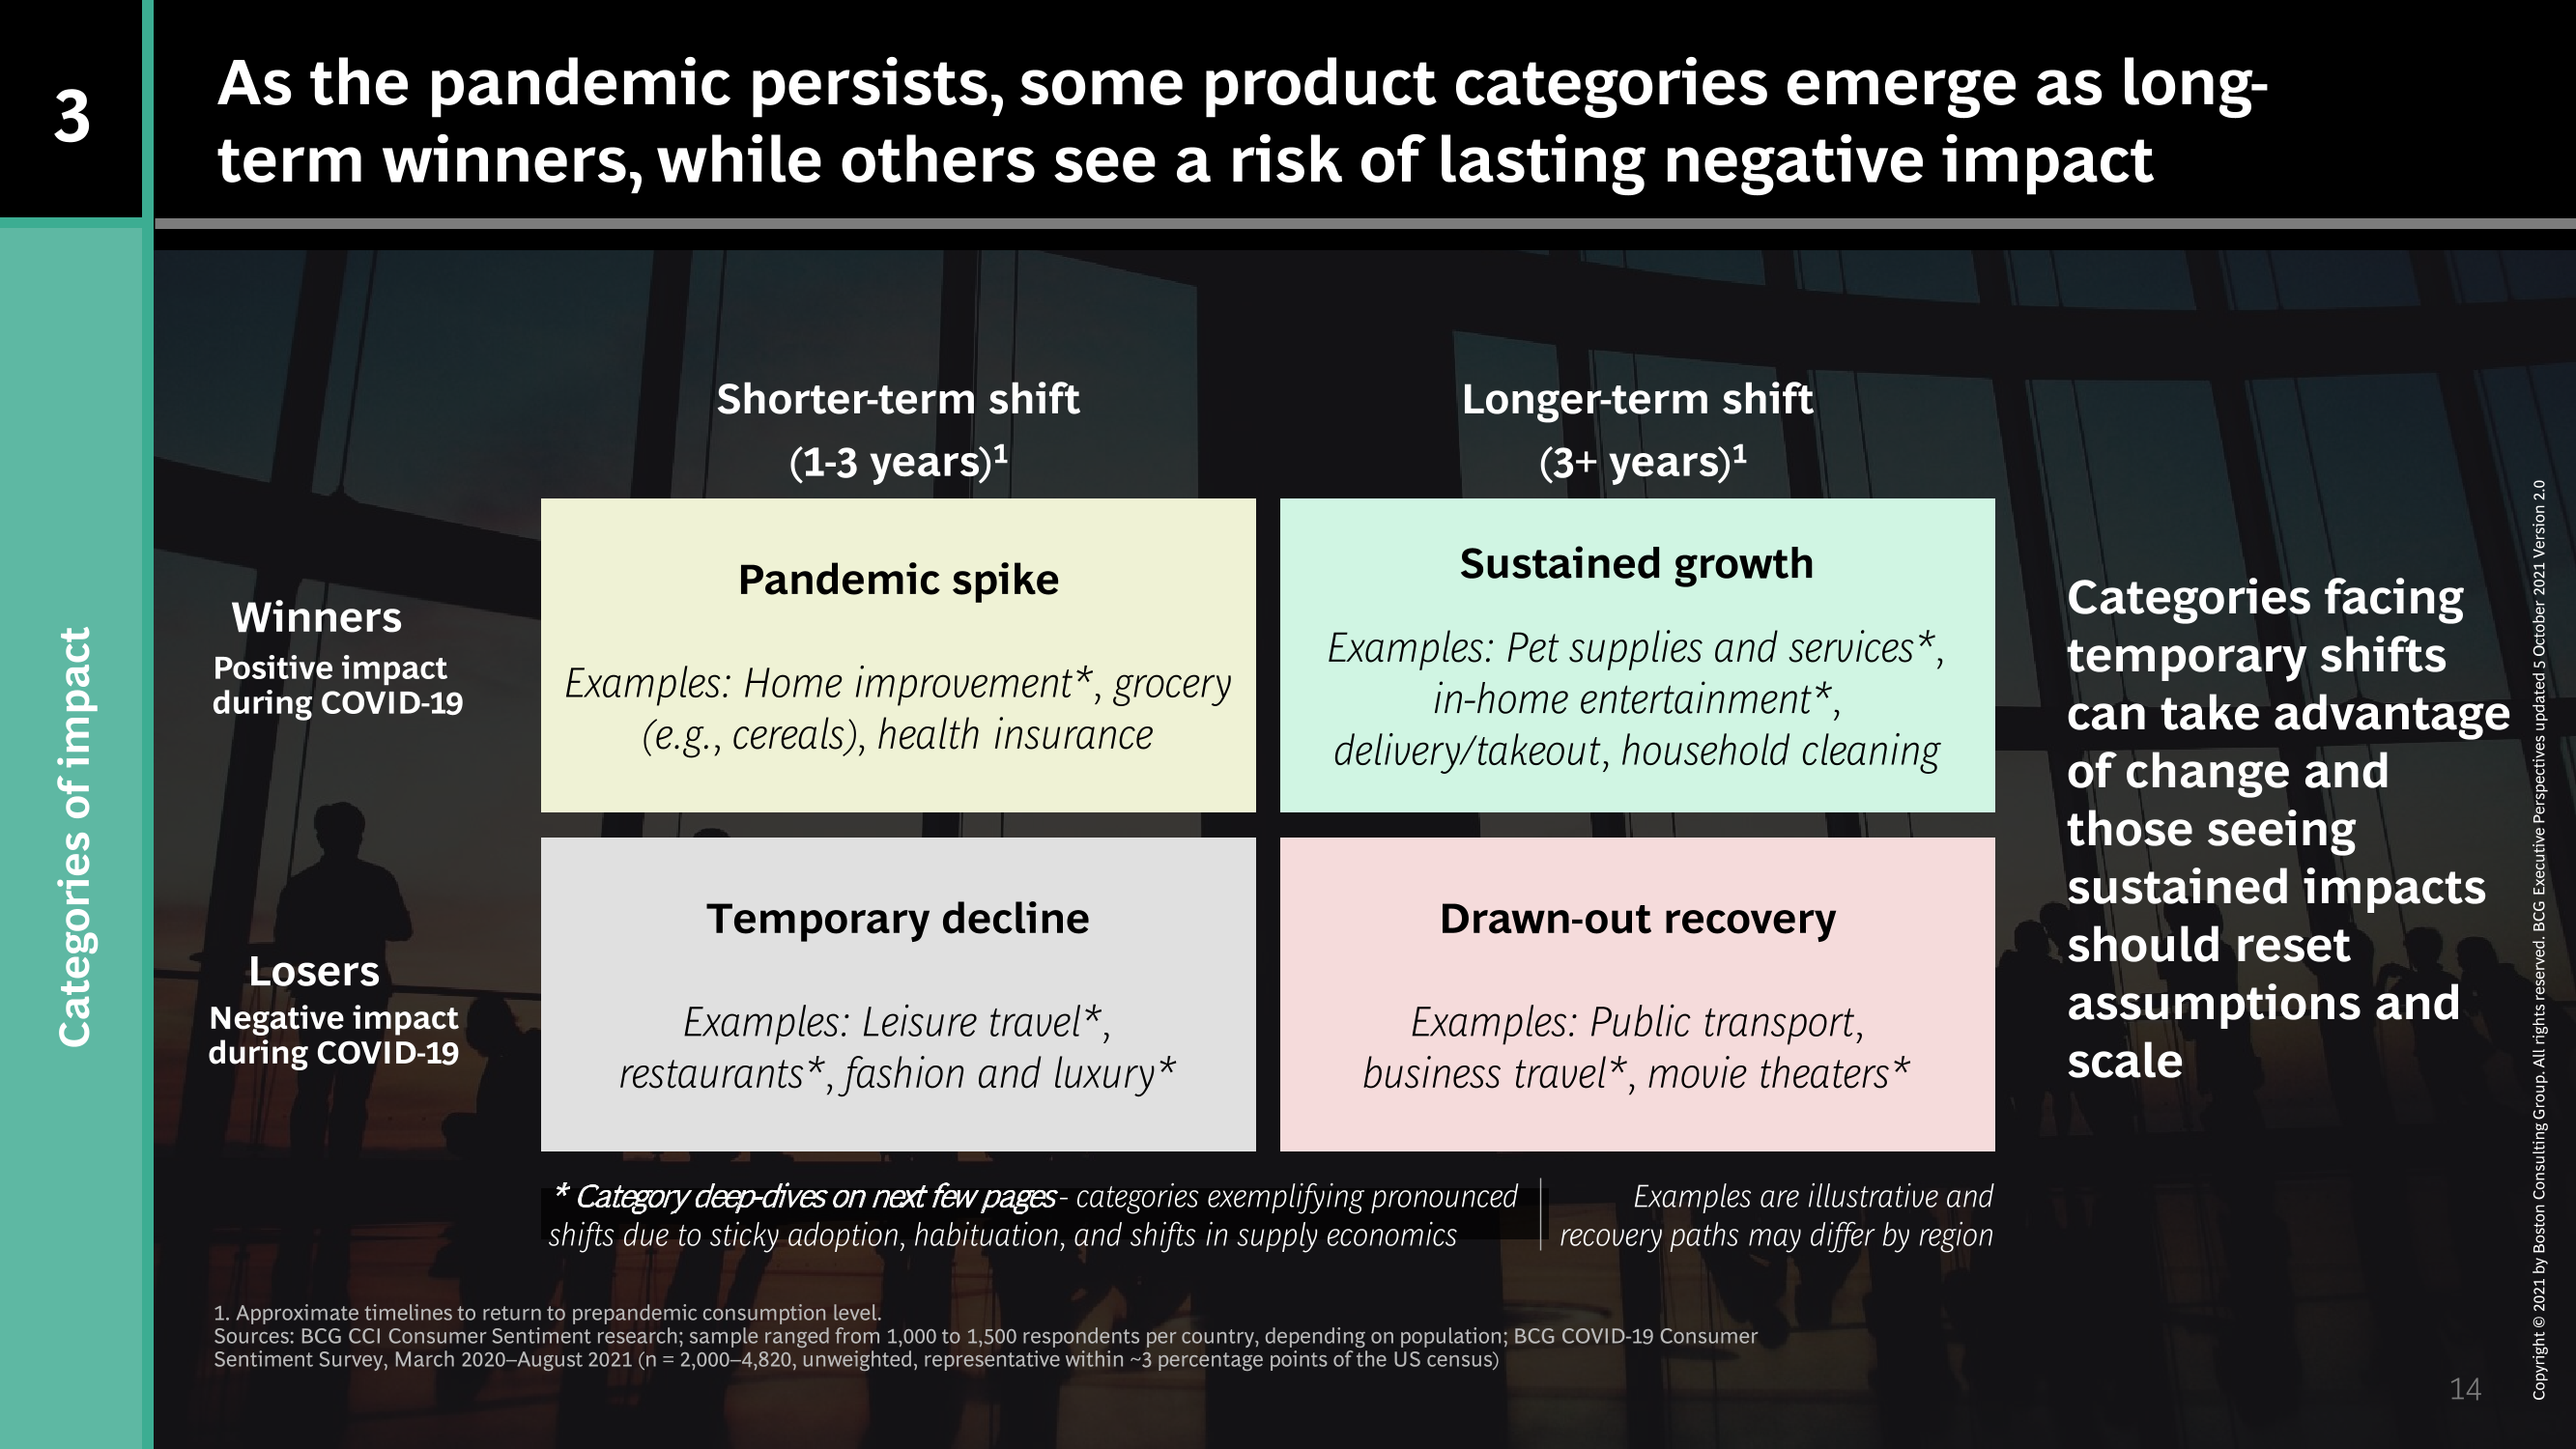 3
As the pandemic persists, some product categories emerge as long-
term winners, while others see a risk of lasting negative impact
Categories of impact
Shorter-term shift
(1-3 years)¹
Longer-term shift
(3+ years)¹
Winners
Positive impact
during COVID-19
Pandemic spike
Examples: Home improvement*, grocery
(e.g., cereals), health insurance
Sustained growth
Examples: Pet supplies and services*,
in-home entertainment*,
delivery/takeout, household cleaning
Losers
Negative impact
during COVID-19
Temporary decline
Examples: Leisure travel*,
restaurants*, fashion and luxury*
Drawn-out recovery
Examples: Public transport,
business travel*, movie theaters*
Categories facing
temporary shifts
can take advantage
of change and
those seeing
sustained impacts
should reset
assumptions and
scale
* Category deep-dives on next few pages- categories exemplifying pronounced
shifts due to sticky adoption, habituation, and shifts in supply economics
Examples are illustrative and
recovery paths may differ by region
1. Approximate timelines to return to prepandemic consumption level.
Sources: BCG CCI Consumer Sentiment research; sample ranged from 1,000 to 1,500 respondents per country, depending on population; BCG COVID-19 Consumer
Sentiment Survey, March 2020–August 2021 (n = 2,000–4,820, unweighted, representative within ~3 percentage points of the US census)
14
Copyright © 2021 by Boston Consulting Group. All rights reserved. BCG Executive Perspectives updated 5 October 2021 Version 2.0